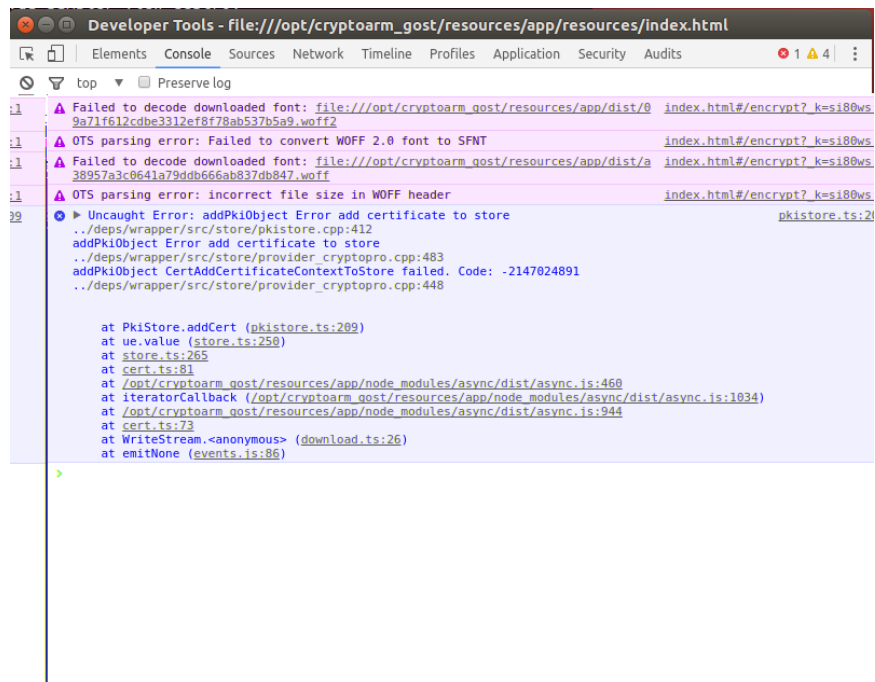 Developer Tools - file:///opt/cryptoarm_gost/resources/app/resources/index.html
Elements Console Sources Network Timeline Profiles Application Security Audits 1 4
top Preserve log
:1 Failed to decode downloaded font: file:///opt/cryptoarm_gost/resources/app/dist/0 index.html#/encrypt?_k=si80ws
9a71f612cdbe3312ef8f78ab537b5a9.woff2
:1 OTS parsing error: Failed to convert WOFF 2.0 font to SFNT index.html#/encrypt?_k=si80ws
:1 Failed to decode downloaded font: file:///opt/cryptoarm_gost/resources/app/dist/a index.html#/encrypt?_k=si80ws
38957a3c0641a79ddb666ab837db847.woff
:1 OTS parsing error: incorrect file size in WOFF header index.html#/encrypt?_k=si80ws
09 Uncaught Error: addPkiObject Error add certificate to store pkistore.ts:20
../deps/wrapper/src/store/pkistore.cpp:412
addPkiObject Error add certificate to store
../deps/wrapper/src/store/provider_cryptopro.cpp:483
addPkiObject CertAddCertificateContextToStore failed. Code: -2147024891
../deps/wrapper/src/store/provider_cryptopro.cpp:448
at PkiStore.addCert (pkistore.ts:209)
at ue.value (store.ts:250)
at store.ts:265
at cert.ts:81
at /opt/cryptoarm_gost/resources/app/node_modules/async/dist/async.js:460
at iteratorCallback (/opt/cryptoarm_gost/resources/app/node_modules/async/dist/async.js:1034)
at /opt/cryptoarm_gost/resources/app/node_modules/async/dist/async.js:944
at cert.ts:73
at WriteStream.<anonymous> (download.ts:26)
at emitNone (events.js:86)